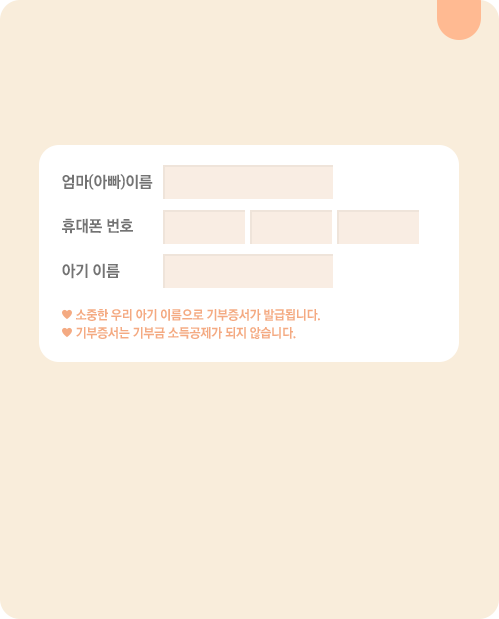 엄마(아빠)이름
휴대폰 번호
아기 이름
♥ 소중한 우리 아기 이름으로 기부증서가 발급됩니다.
♥ 기부증서는 기부금 소득공제가 되지 않습니다.